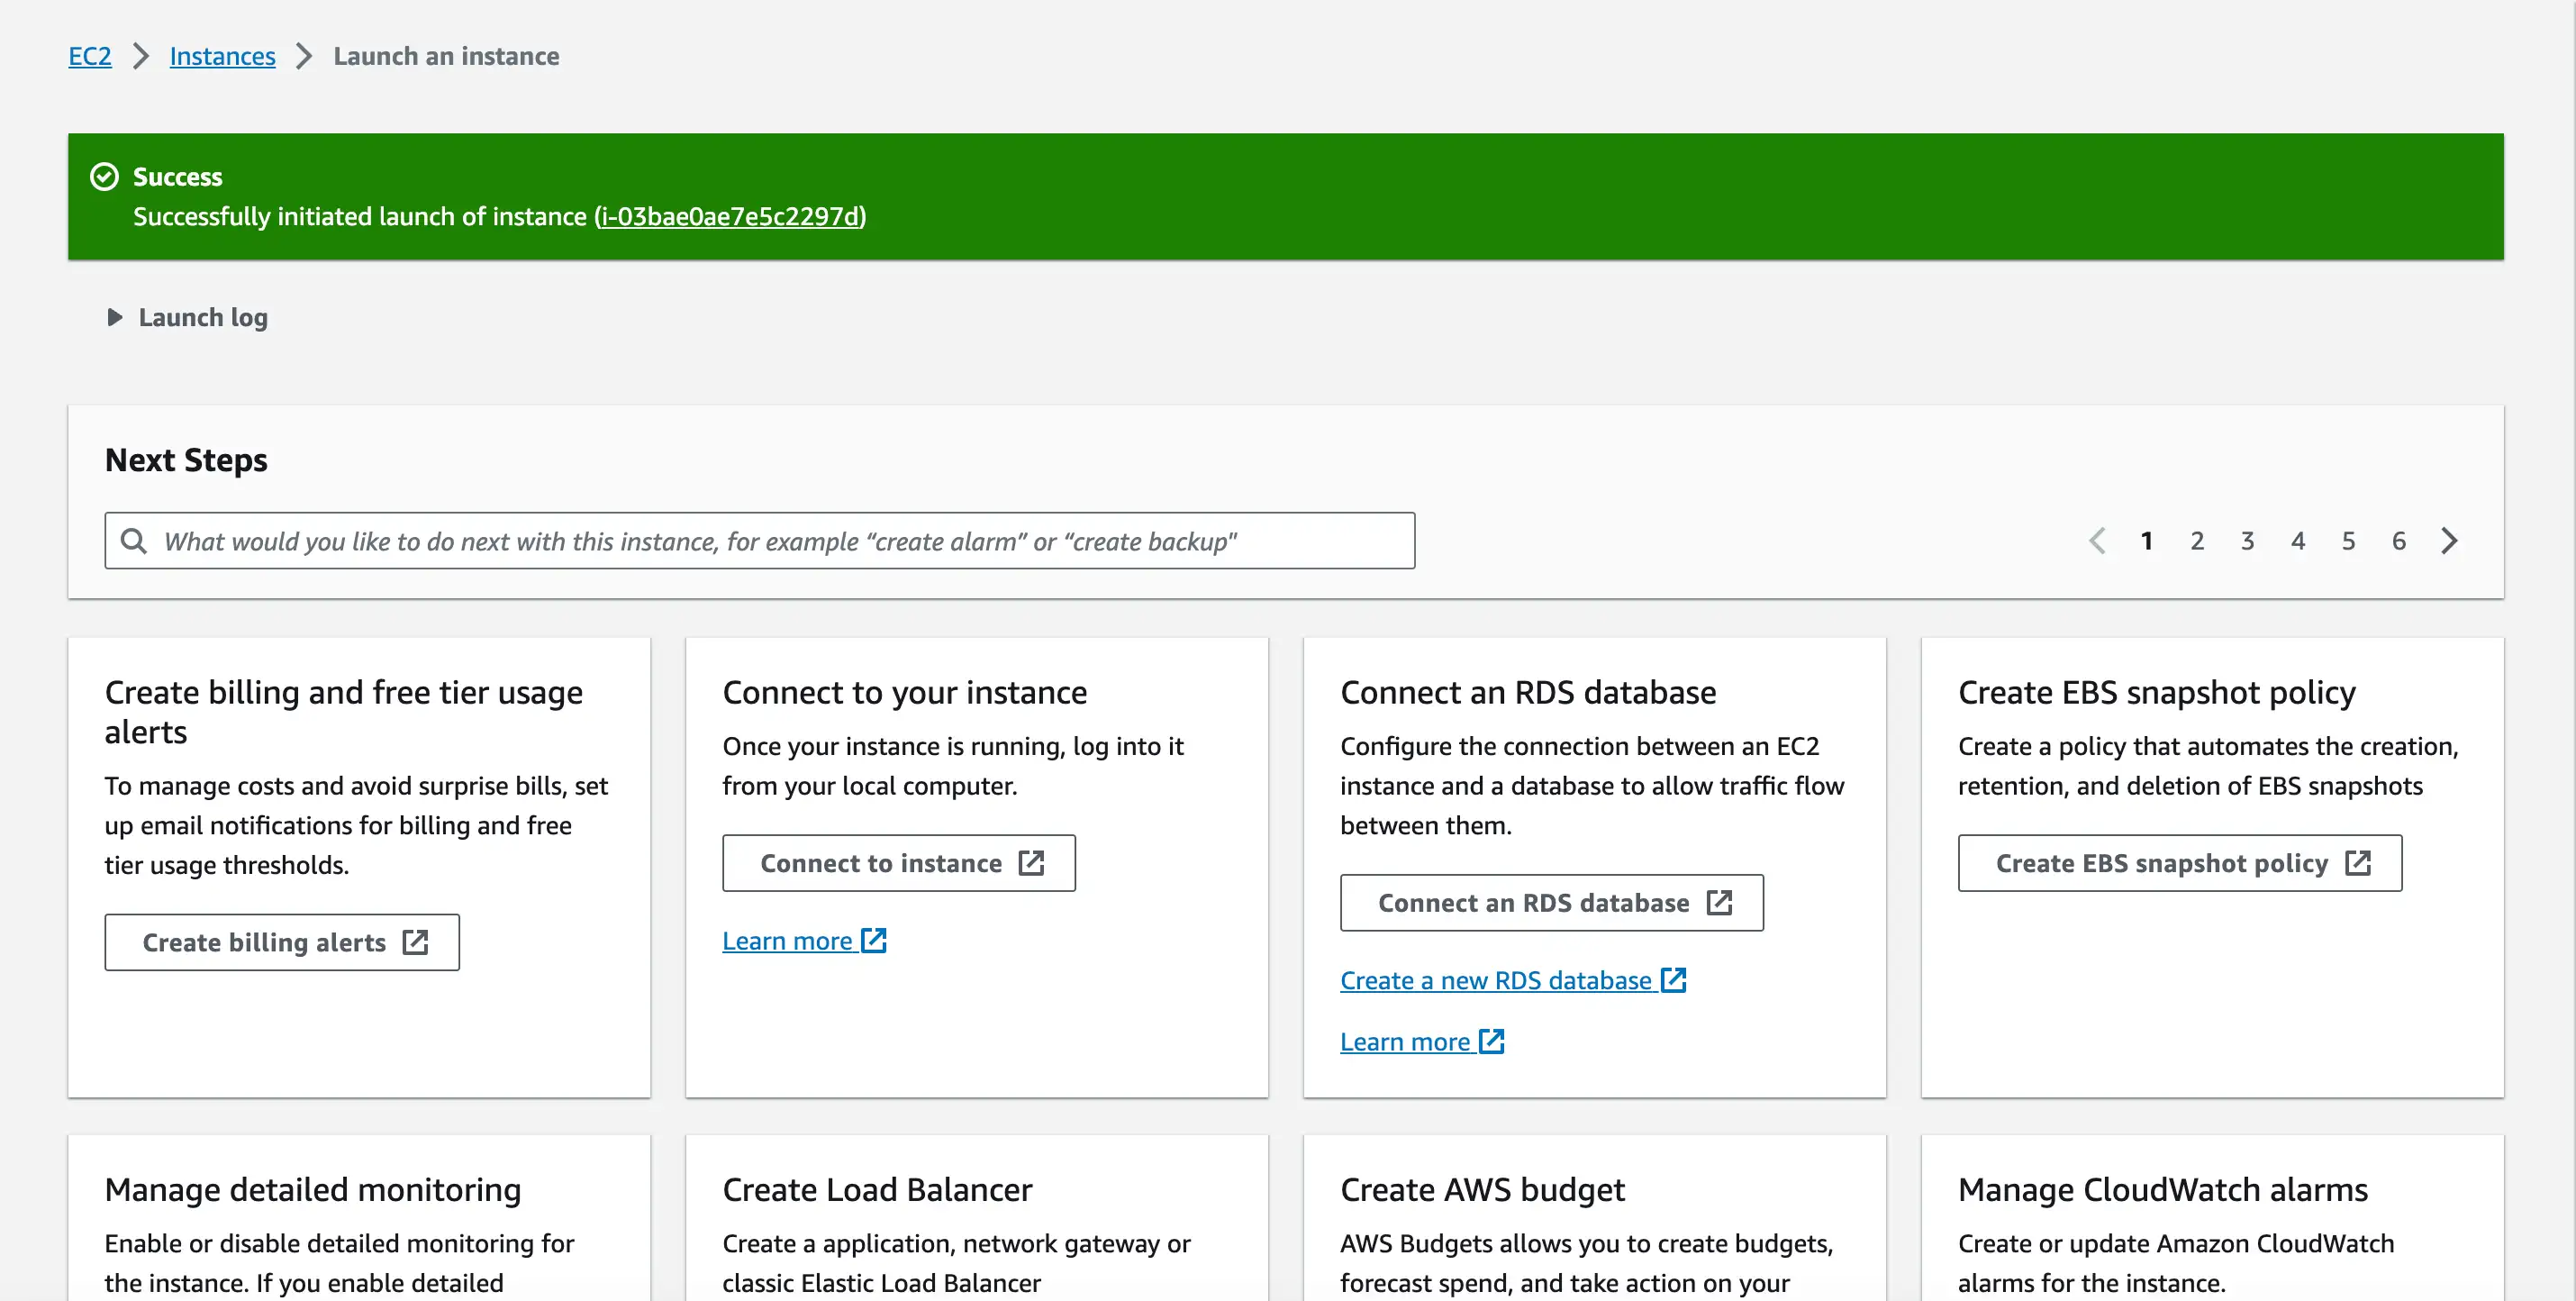 EC2 Instances Launch an instance
Success
Successfully initiated launch of instance (i-03bae0ae7e5c2297d)
Launch log
Next Steps
What would you like to do next with this instance, for example “create alarm” or “create backup"
1 2 3 4 5 6
Create billing and free tier usage
alerts
To manage costs and avoid surprise bills, set
up email notifications for billing and free
tier usage thresholds.
Create billing alerts
Connect to your instance
Once your instance is running, log into it
from your local computer.
Connect to instance
Learn more
Connect an RDS database
Configure the connection between an EC2
instance and a database to allow traffic flow
between them.
Connect an RDS database
Create a new RDS database
Learn more
Create EBS snapshot policy
Create a policy that automates the creation,
retention, and deletion of EBS snapshots
Create EBS snapshot policy
Manage detailed monitoring
Enable or disable detailed monitoring for
the instance. If you enable detailed
Create Load Balancer
Create a application, network gateway or
classic Elastic Load Balancer
Create AWS budget
AWS Budgets allows you to create budgets,
forecast spend, and take action on your
Manage CloudWatch alarms
Create or update Amazon CloudWatch
alarms for the instance.